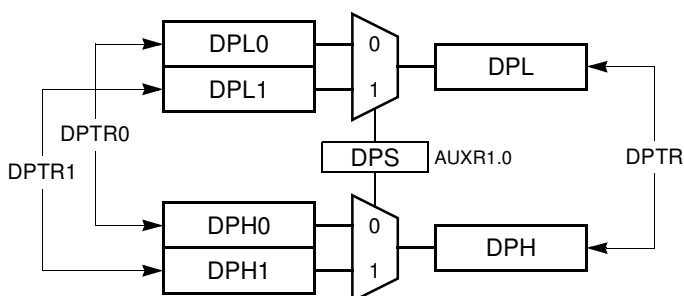 DPL0
0
DPL
DPL1
1
DPTR0
DPS
AUXR1.0
DPTR
DPTR1
DPH0
0
DPH
DPH1
1